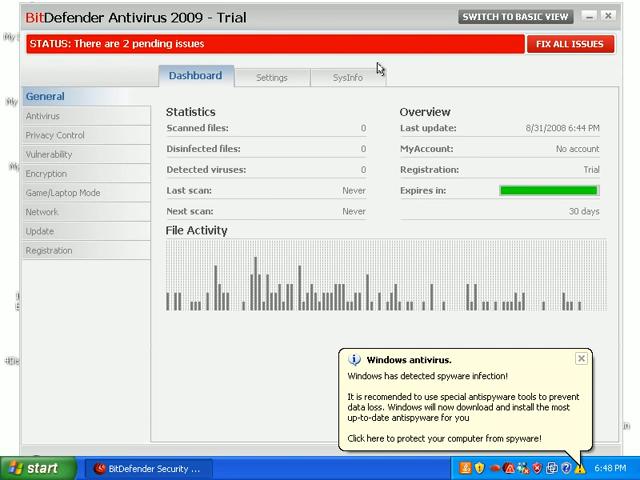 BitDefender Antivirus 2009 - Trial
SWITCH TO BASIC VIEW
STATUS: There are 2 pending issues
FIX ALL ISSUES
Dashboard
Settings
SysInfo
General
Antivirus
Privacy Control
Vulnerability
Encryption
Game/Laptop Mode
Network
Update
Registration
Statistics
Scanned files: 0
Disinfected files: 0
Detected viruses: 0
Last scan: Never
Next scan: Never
Overview
Last update: 8/31/2008 6:44 PM
MyAccount: No account
Registration: Trial
Expires in:
30 days
File Activity
Windows antivirus.
Windows has detected spyware infection!
It is recomended to use special antispyware tools to prevent
data loss. Windows will now download and install the most
up-to-date antispyware for you
Click here to protect your computer from spyware!
start
BitDefender Security ...
6:48 PM